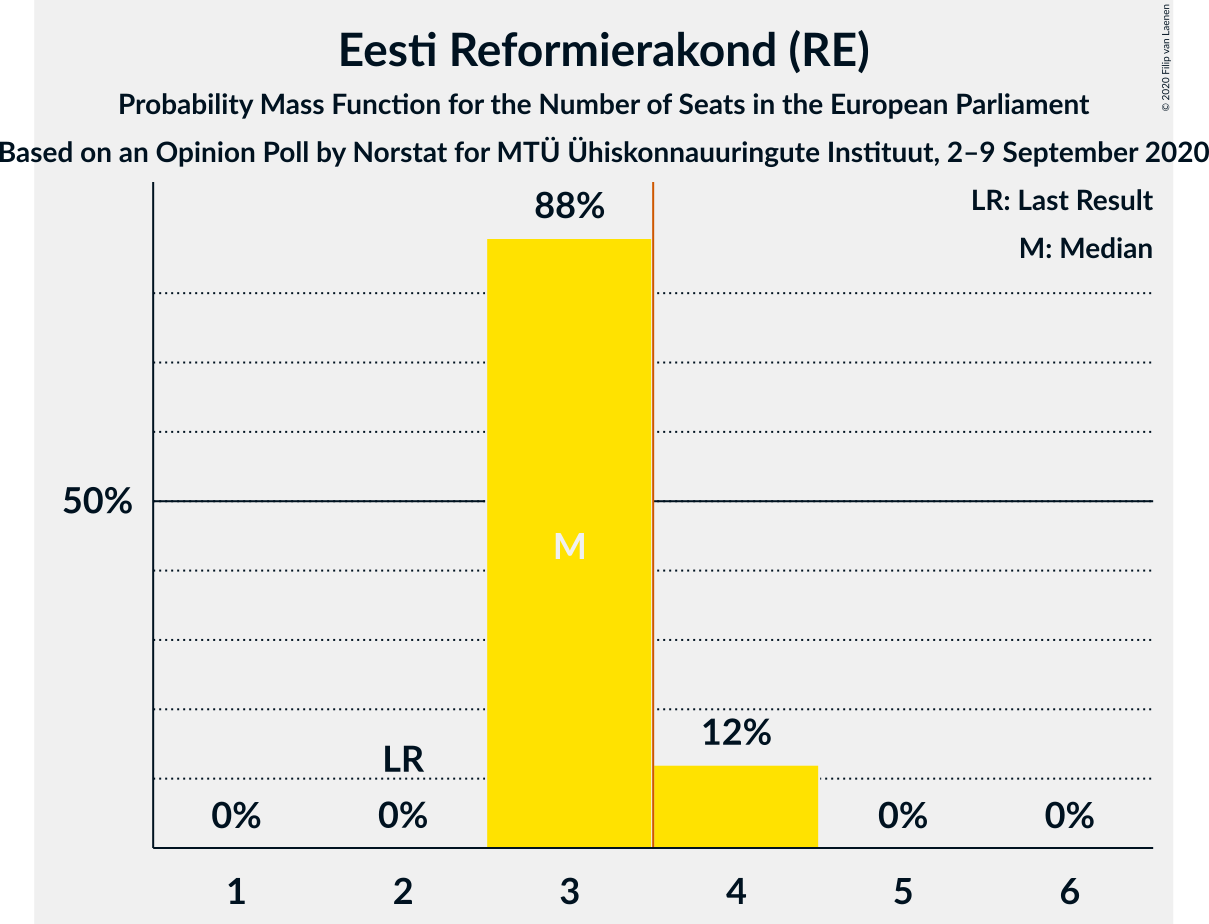 Eesti Reformierakond (RE)
Probability Mass Function for the Number of Seats in the European Parliament
Based on an Opinion Poll by Norstat for MTÜ Ühiskonnauuringute Instituut, 2–9 September 2020
© 2020 Filip van Laenen
LR: Last Result
M: Median
88%
50%
M
12%
LR
0% 0% 0% 0%
1 2 3 4 5 6